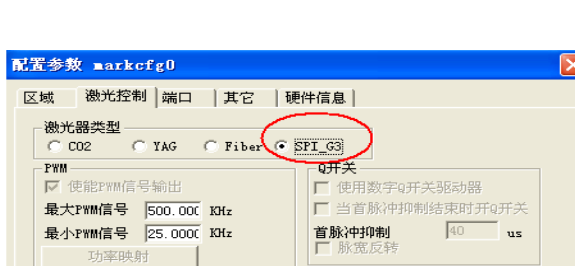 配置参数 markcfg0
区域 激光控制 端口 其它 硬件信息
激光器类型
CO2 YAG Fiber SPI_G3
PWM
使能PWM信号输出
最大PWM信号 500.000 KHz
最小PWM信号 25.0000 KHz
功率映射
Q开关
使用数字Q开关驱动器
当首脉冲抑制结束时开Q开关
首脉冲抑制 40 us
脉宽反转